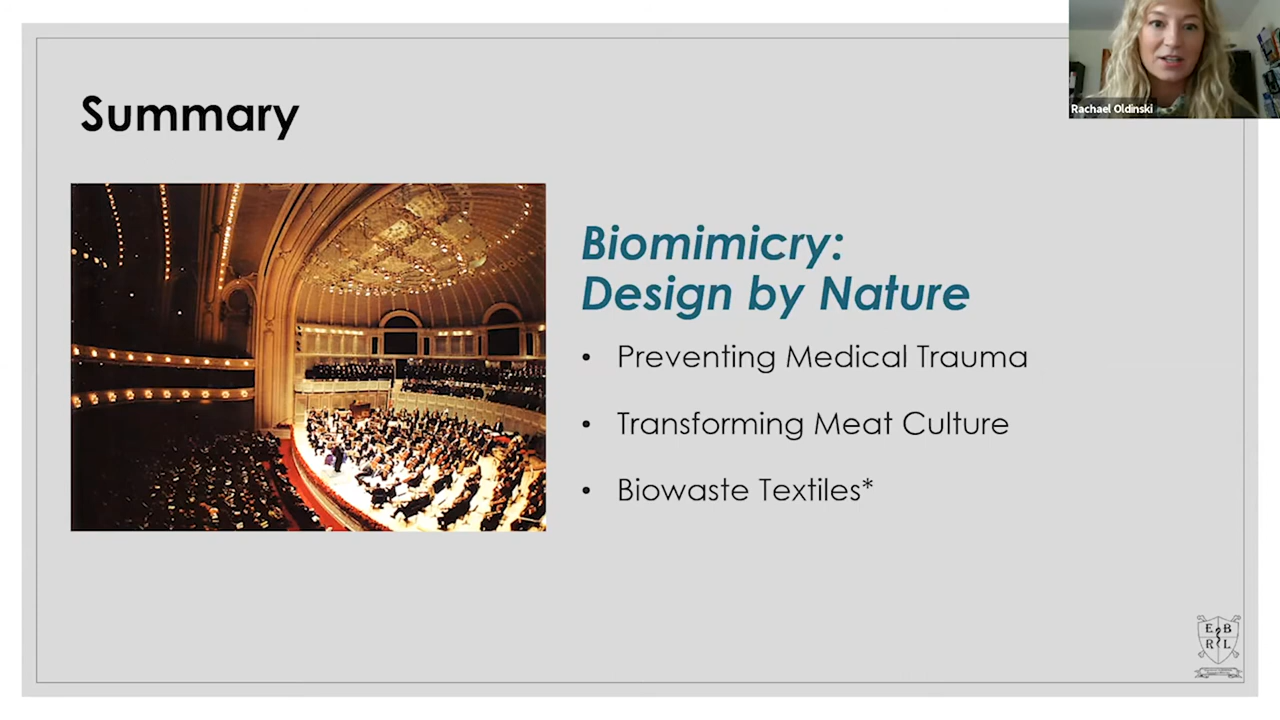 Rachael Oldinski
Summary
Biomimicry:
Design by Nature
• Preventing Medical Trauma
• Transforming Meat Culture
• Biowaste Textiles*
E B
R L